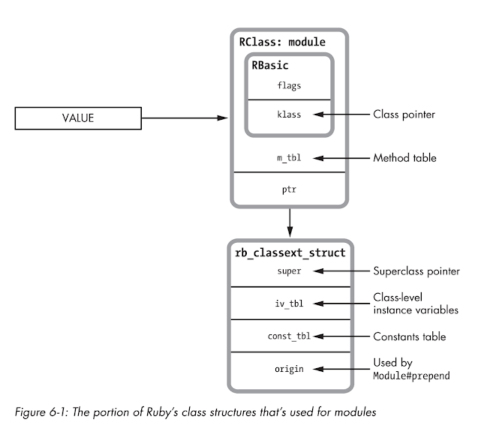 RClass: module
RBasic
flags
VALUE
klass
Class pointer
m_tbl
Method table
ptr
rb_classext_struct
super
Superclass pointer
iv_tbl
Class-level
instance variables
const_tbl
Constants table
origin
Used by
Module#prepend
Figure 6-1: The portion of Ruby's class structures that's used for modules